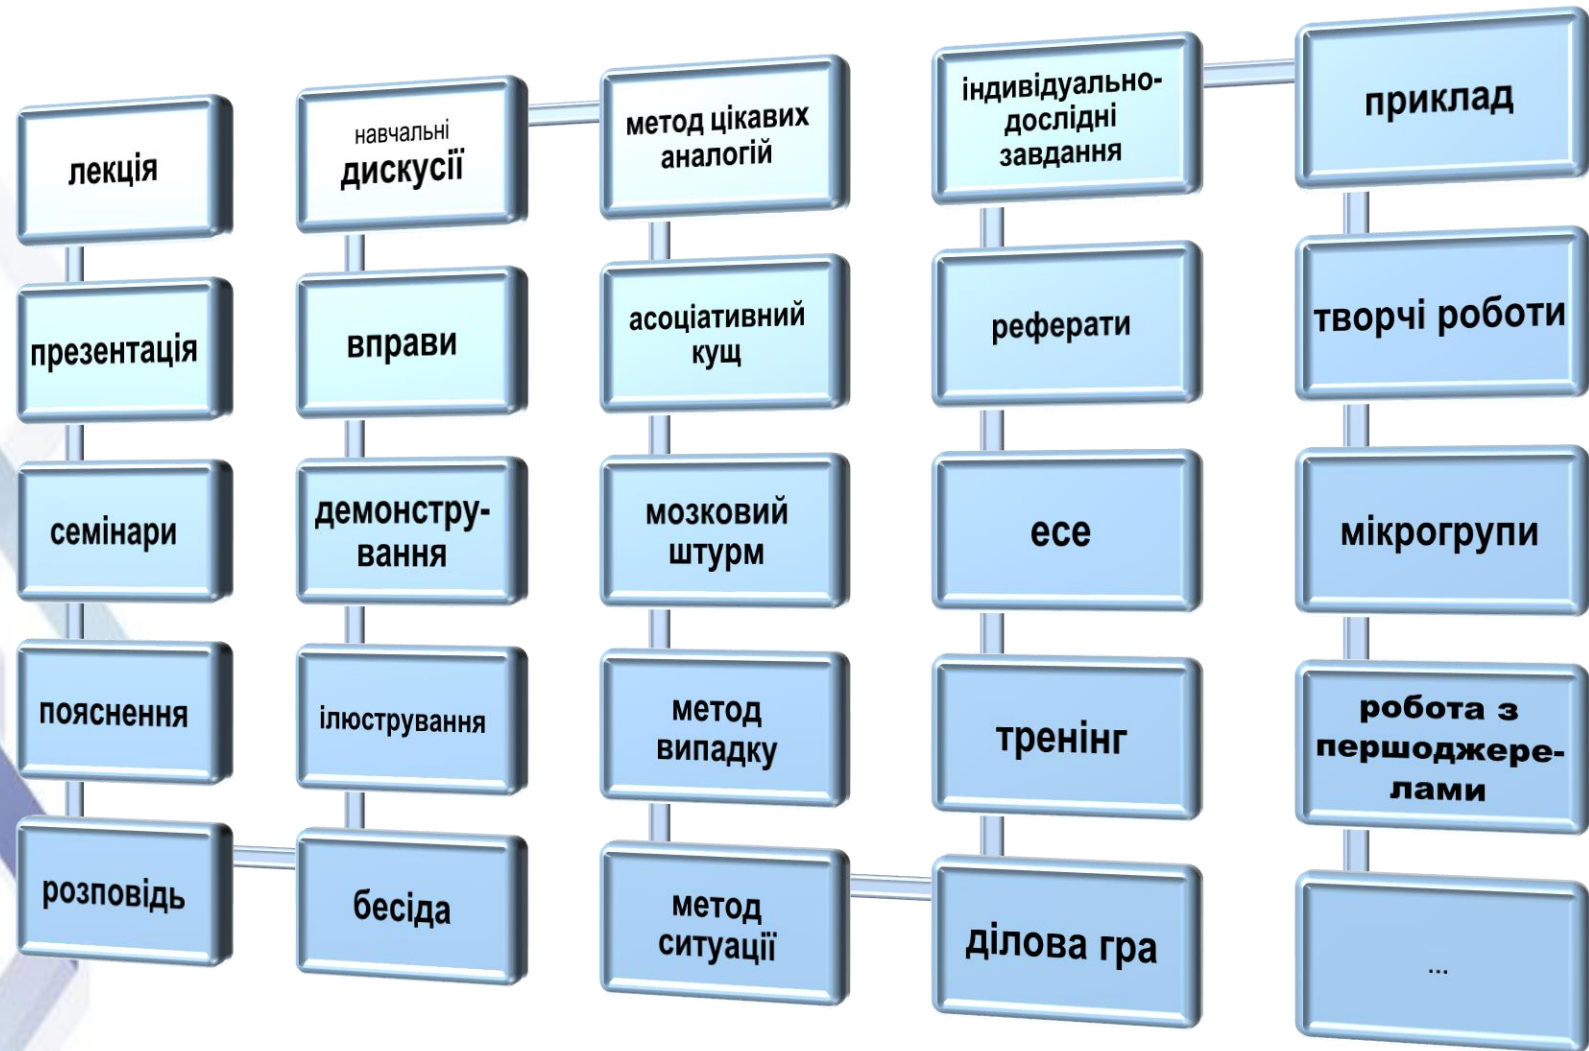 лекція
презентація
семінари
пояснення
розповідь
бесіда
ілюстрування
демонстру-
вання
вправи
навчальні
дискусії
метод цікавих
аналогій
асоціативний
кущ
мозковий
штурм
метод
випадку
метод
ситуації
ділова гра
тренінг
есе
реферати
індивідуально-
дослідні
завдання
приклад
творчі роботи
мікрогрупи
робота з
першоджере-
лами
...